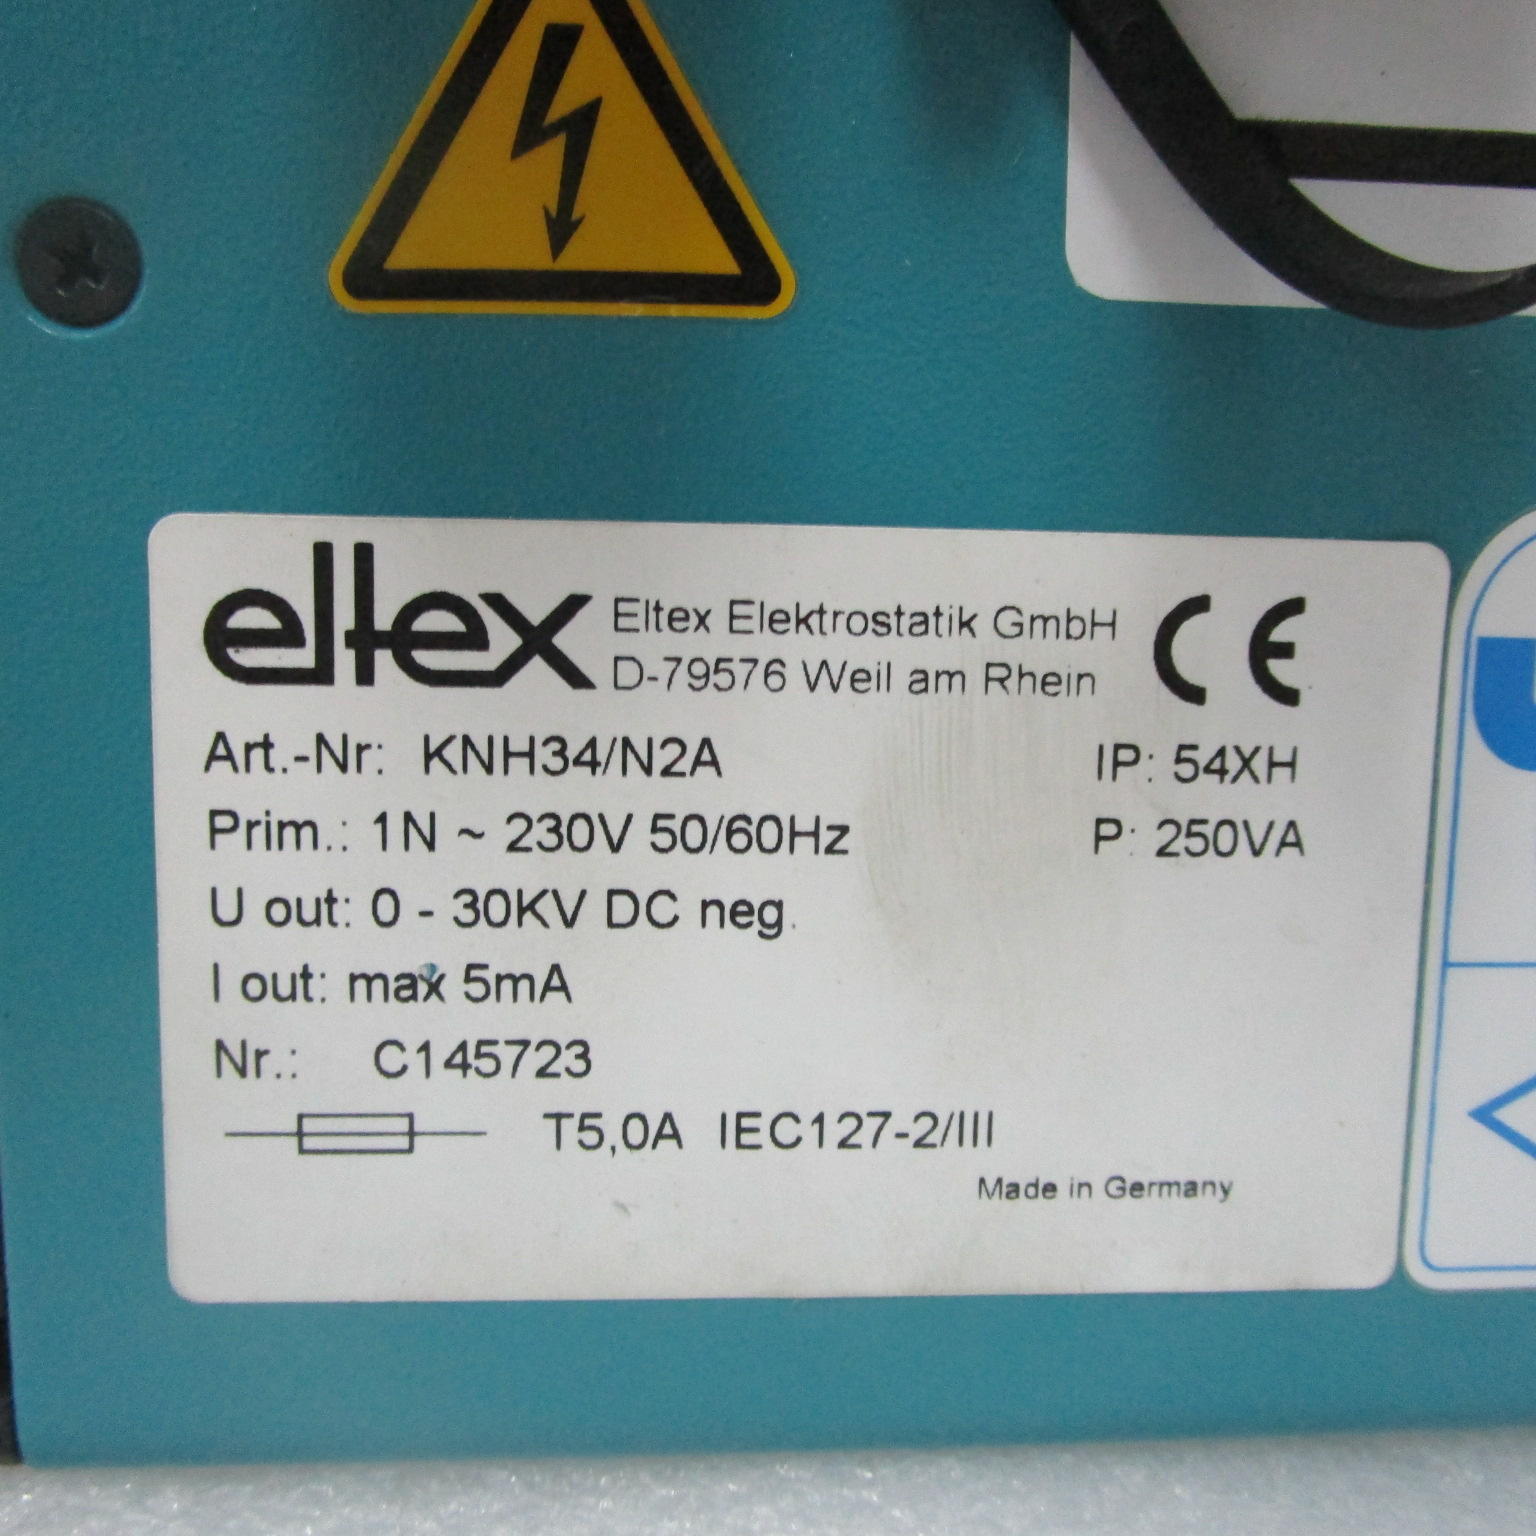 eltex Eltex Elektrostatik GmbH CE
D-79576 Weil am Rhein
Art.-Nr: KNH34/N2A IP: 54XH
Prim.: 1N ~ 230V 50/60Hz P: 250VA
U out: 0 - 30KV DC neg.
I out: max 5mA
Nr.: C145723
T5,0A IEC127-2/III
Made in Germany